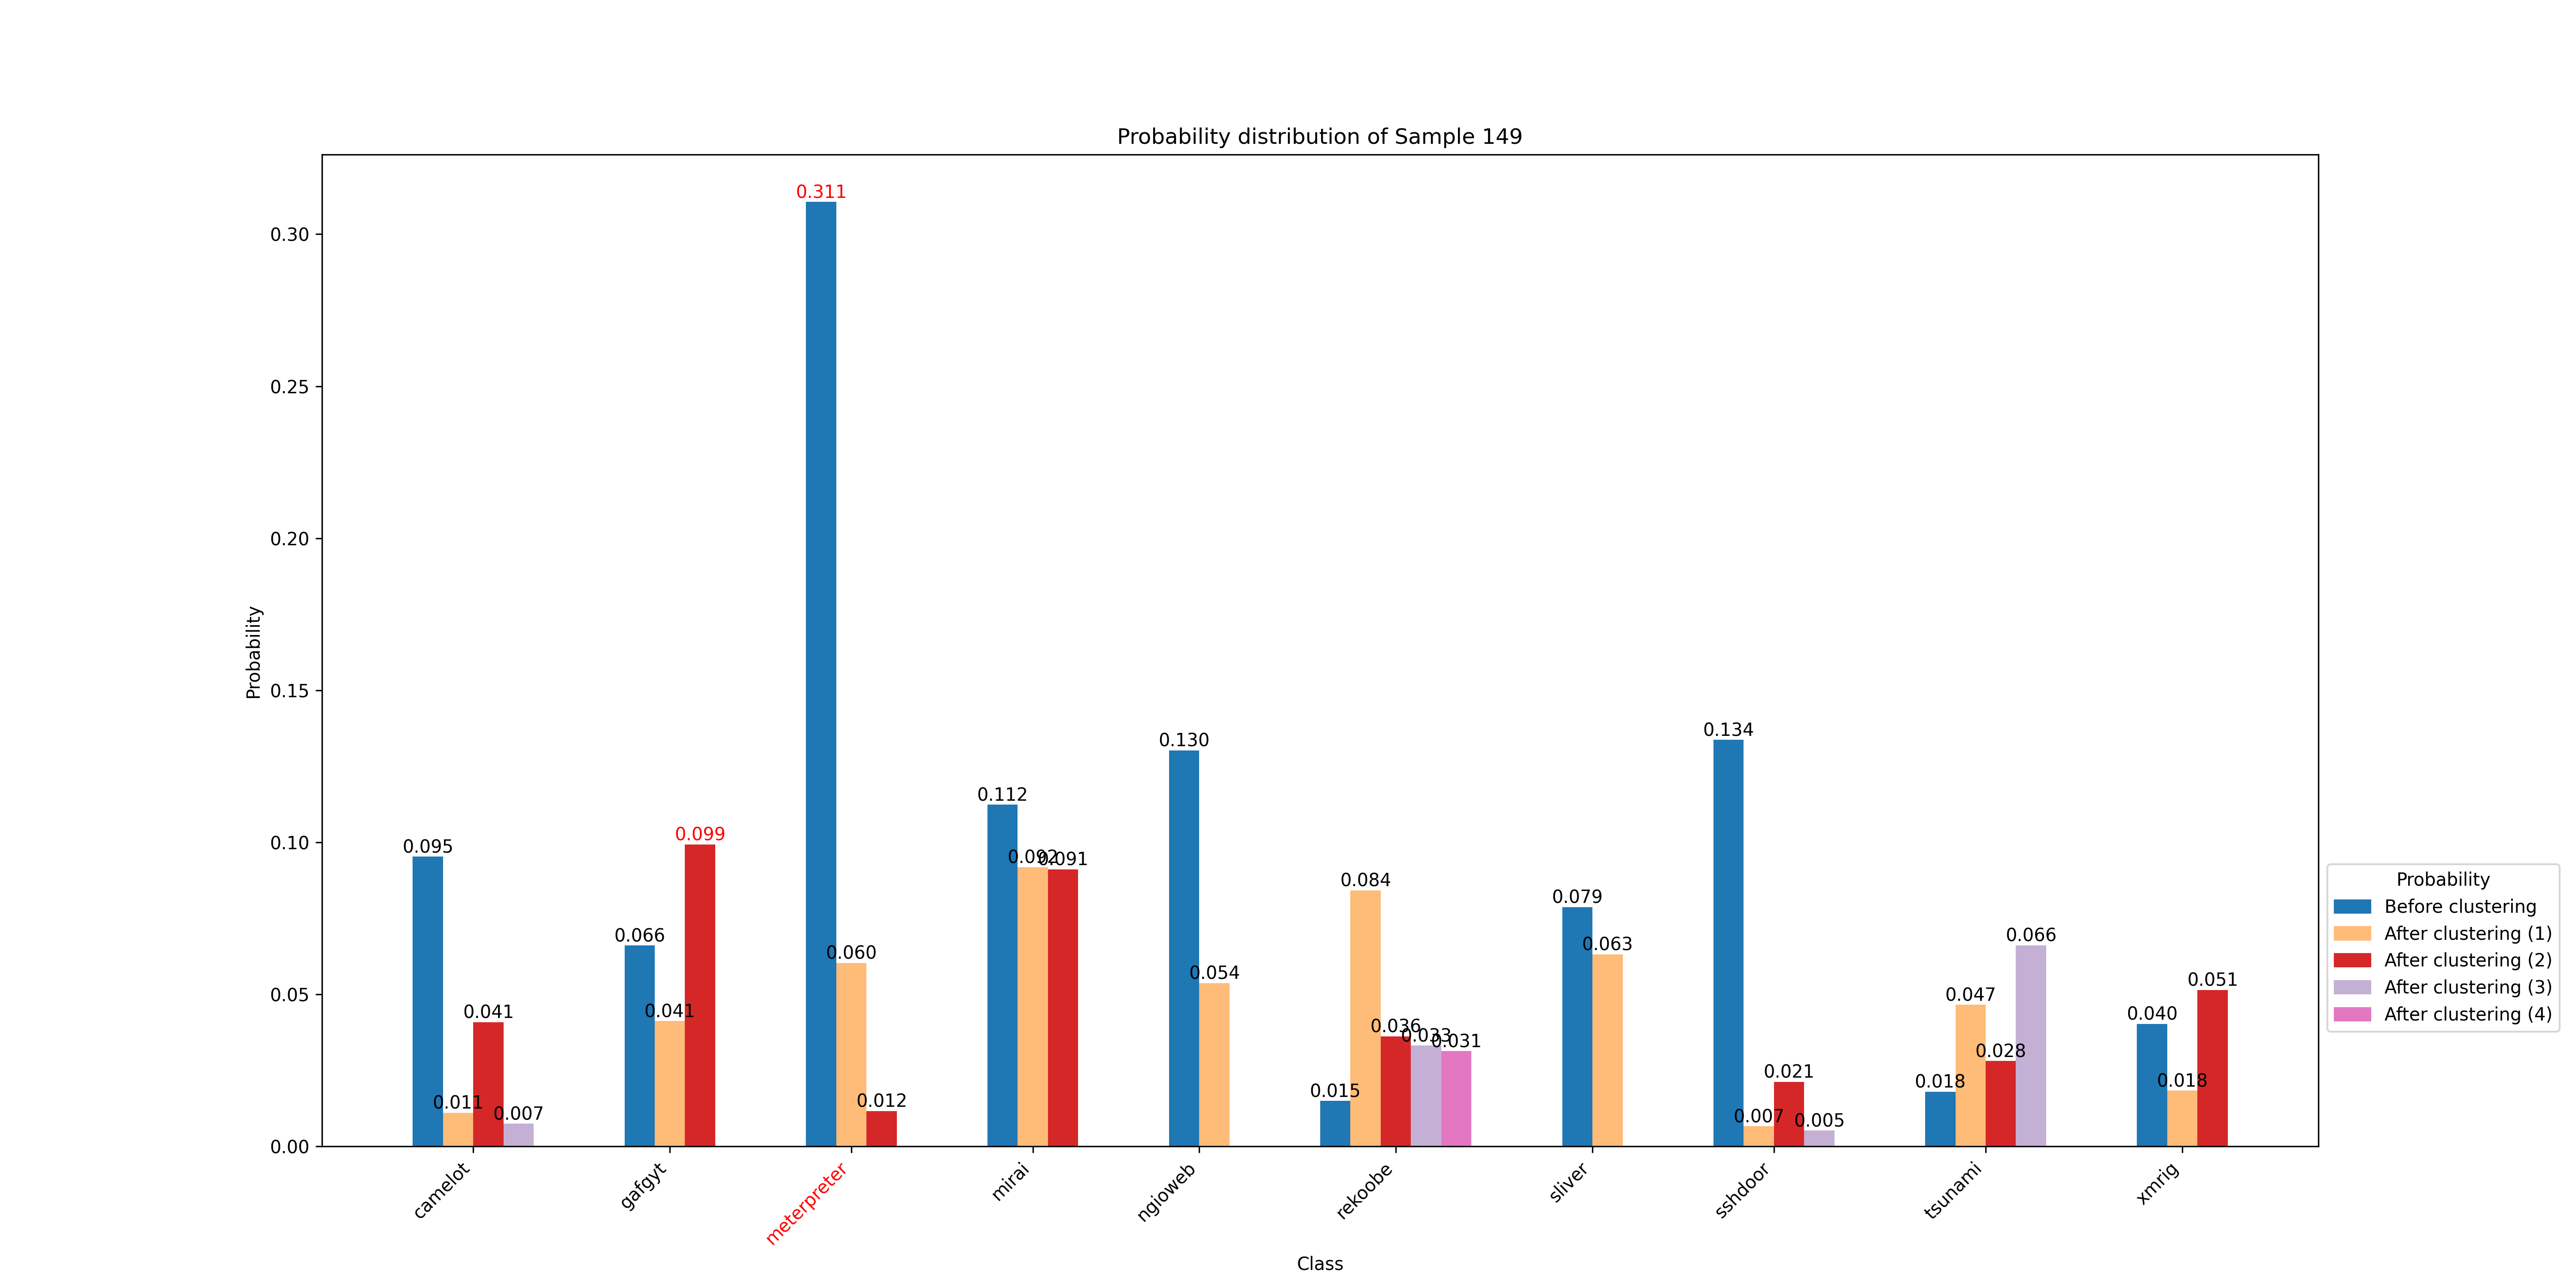 Probability distribution of Sample 149
Probability
0.30
0.25
0.20
0.15
0.10
0.05
0.00
0.095
0.011
0.041
0.007
0.066
0.041
0.099
0.311
0.060
0.012
0.112
0.092
0.091
0.130
0.054
0.015
0.084
0.036
0.033
0.031
0.079
0.063
0.134
0.007
0.021
0.005
0.018
0.047
0.028
0.066
0.040
0.018
0.051
camelot
gafgyt
meterpreter
mirai
ngioweb
rekoobe
sliver
sshdoor
tsunami
xmrig
Class
Probability
Before clustering
After clustering (1)
After clustering (2)
After clustering (3)
After clustering (4)